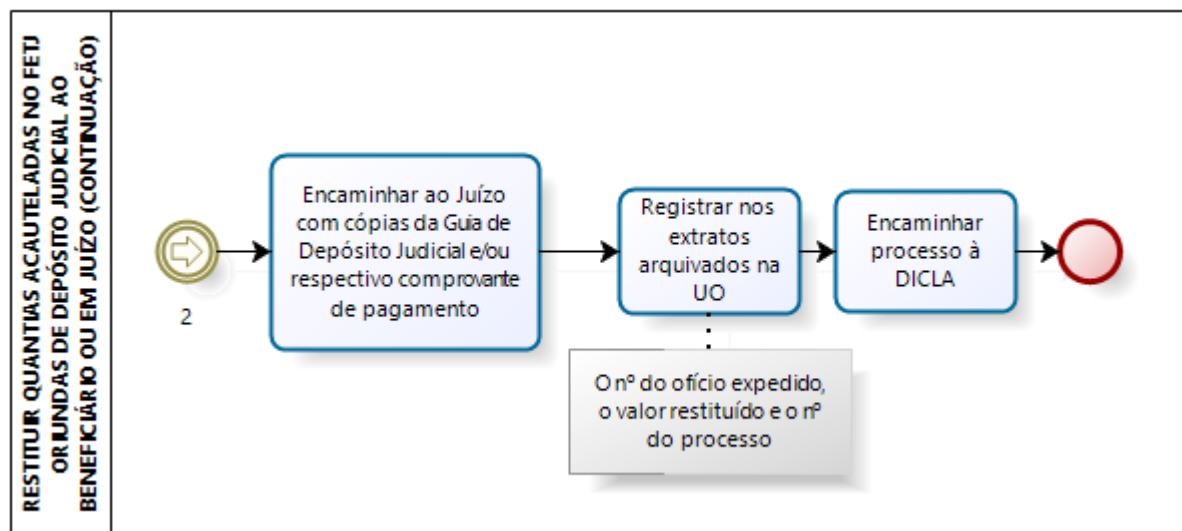 RESTITUIR QUANTIAS ACAUTELADAS NO FETJ
ORIUNDAS DE DEPÓSITO JUDICIAL AO
BENEFICIÁRIO OU EM JUÍZO (CONTINUAÇÃO)
2
Encaminhar ao Juízo
com cópias da Guia de
Depósito Judicial e/ou
respectivo comprovante
de pagamento
Registrar nos
extratos
arquivados na
UO
Encaminhar
processo à
DICLA
O nº do ofício expedido,
o valor restituído e o nº
do processo